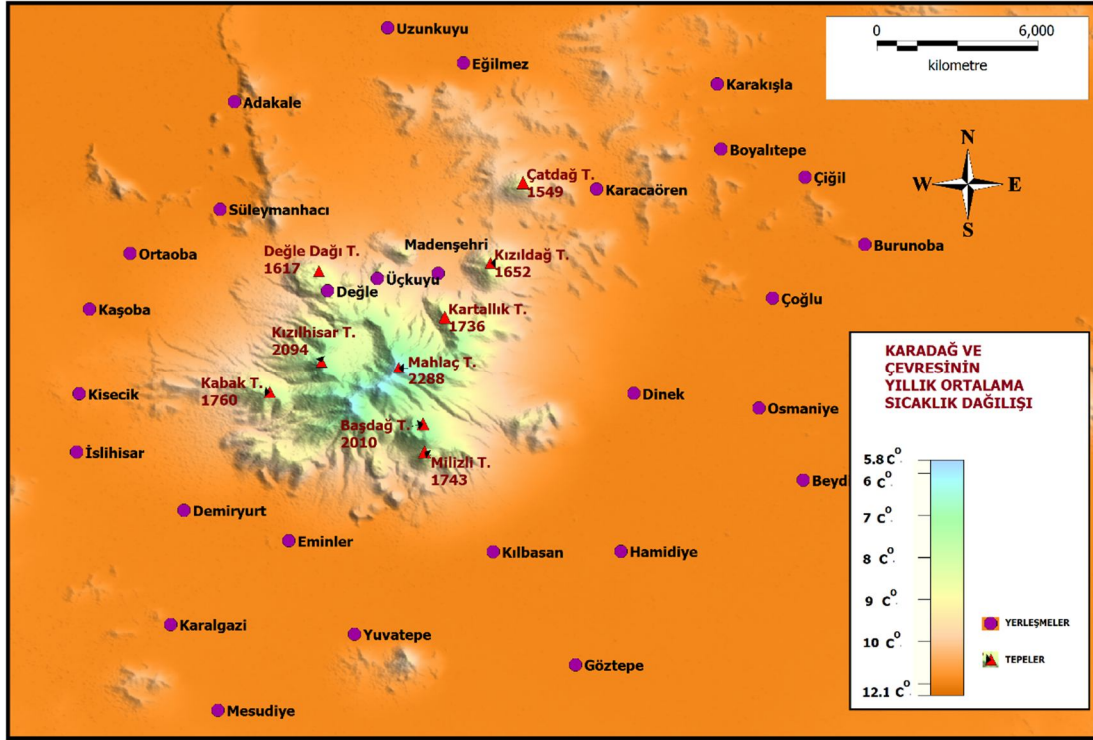 Uzunkuyu
Eğilmez
Adakale
Karakışla
Boyalıtepe
Çiğil
Çatdağ T.
1549
Karacaören
Süleymanhacı
Ortaoba
Burunoba
Madenşehri
Değle Dağı T.
1617
Kızıldağ T.
1652
Üçkuyu
Değle
Çoğlu
Kaşoba
Kartallık T.
1736
Kızılhisar T.
2094
Mahlaç T.
2288
Kabak T.
1760
Kisecik
Dinek
Osmaniye
Başdağ T.
2010
İslihisar
Milizli T.
1743
Beyd
Demiryurt
Eminler
Kılbasan
Hamidiye
Karalgazi
Yuvatepe
Göztepe
Mesudiye
0 6,000
kilometre
N
W E
S
KARADAĞ VE
ÇEVRESİNİN
YILLIK ORTALAMA
SICAKLIK DAĞILIŞI
5.8 C°
6 C°
7 C°
8 C°
9 C°
10 C°
12.1 C°
YERLEŞMELER
TEPELER